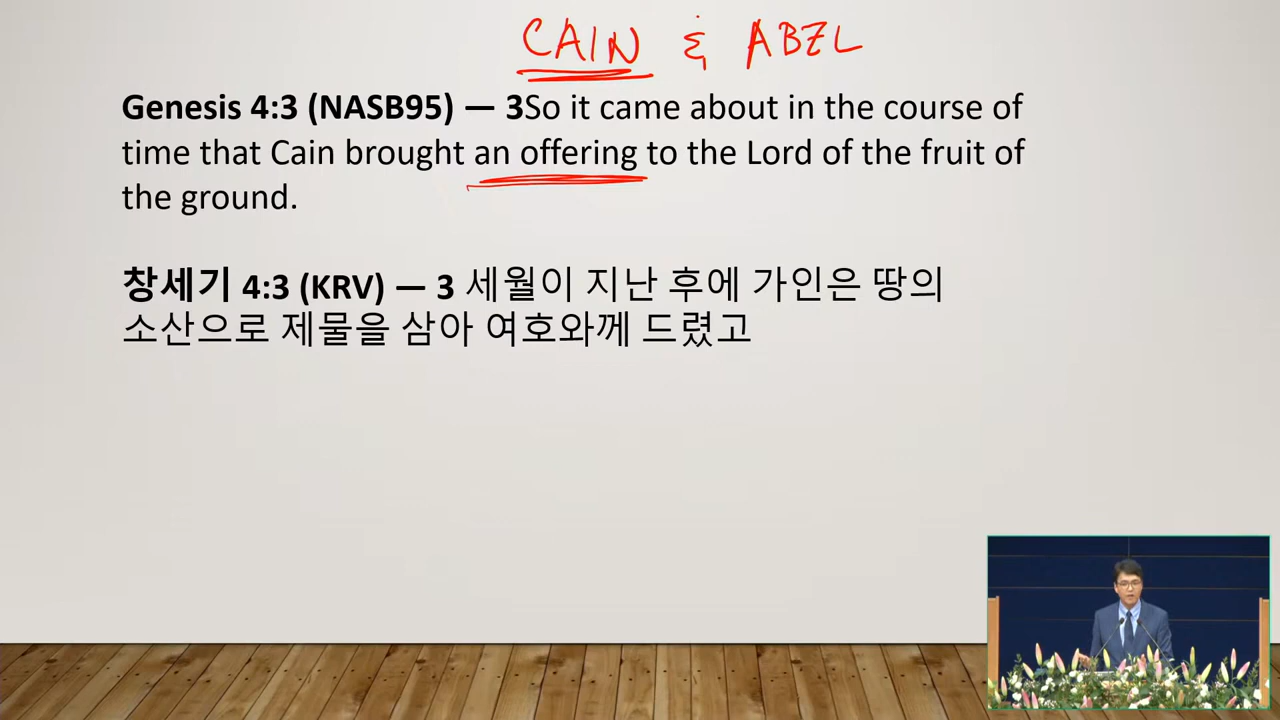 CAIN & ABEL
Genesis 4:3 (NASB95) — 3So it came about in the course of
time that Cain brought an offering to the Lord of the fruit of
the ground.
창세기 4:3 (KRV) — 3 세월이 지난 후에 가인은 땅의
소산으로 제물을 삼아 여호와께 드렸고